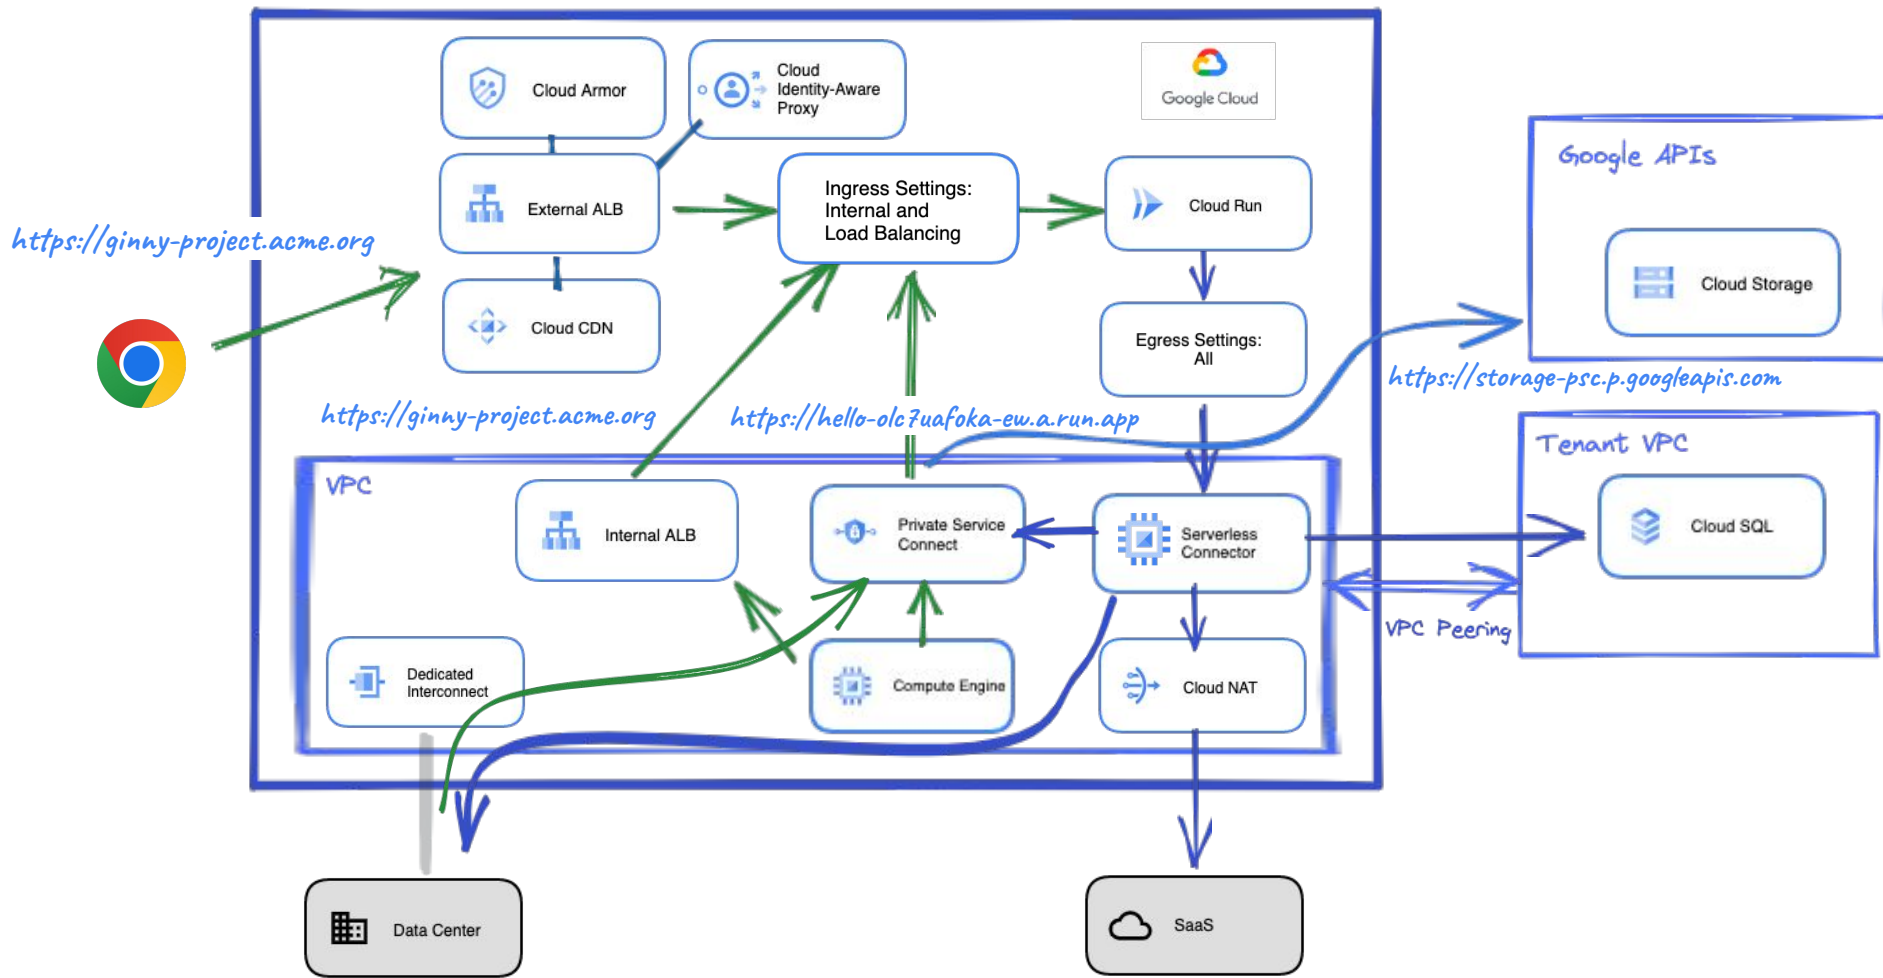 Cloud Armor
Cloud
Identity-Aware
Proxy
Google Cloud
Google APIs
External ALB
Ingress Settings:
Internal and
Load Balancing
Cloud Run
https://ginny-project.acme.org
Cloud Storage
Cloud CDN
Egress Settings:
All
https://storage-psc.p.googleapis.com
https://ginny-project.acme.org
https://hello-olc7uafoka-ew.a.run.app
Tenant VPC
VPC
Internal ALB
Private Service
Connect
Serverless
Connector
Cloud SQL
VPC Peering
Dedicated
Interconnect
Compute Engine
Cloud NAT
Data Center
SaaS